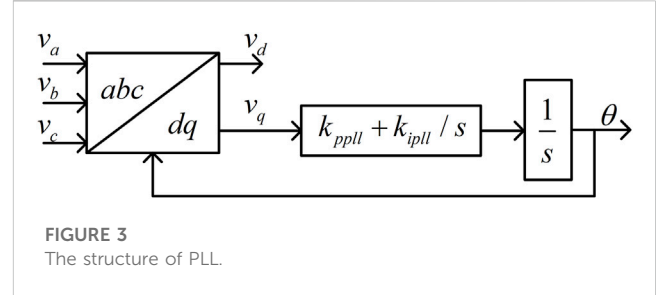 v_a
v_b
v_c
abc
dq
v_d
v_q
k_ppll + k_ipll / s
1
s
θ
FIGURE 3
The structure of PLL.